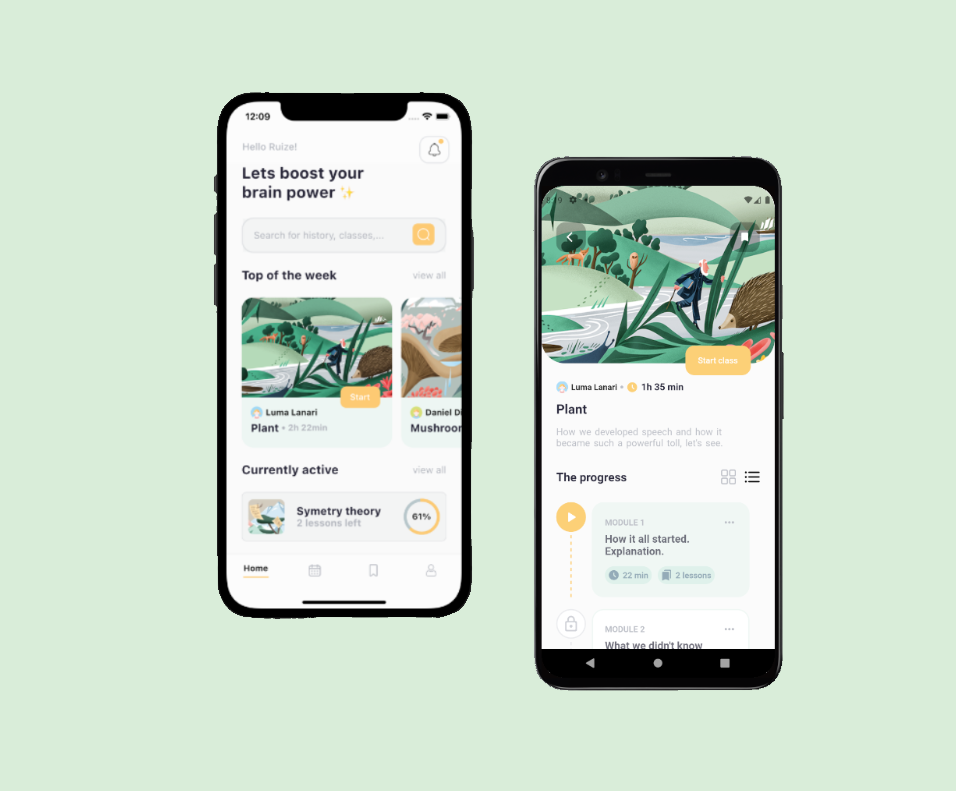 12:09
Hello Ruize!
Lets boost your
brain power ✨
Search for history, classes,...
Top of the week
view all
Start
Luma Lanari
Plant • 2h 22min
Daniel Di
Mushroor
Currently active
view all
Symetry theory
2 lessons left
61%
Home
Start class
Luma Lanari • 1h 35 min
Plant
How we developed speech and how it
became such a powerful toll, let's see.
The progress
MODULE 1
How it all started.
Explanation.
22 min
2 lessons
MODULE 2
What we didn't know